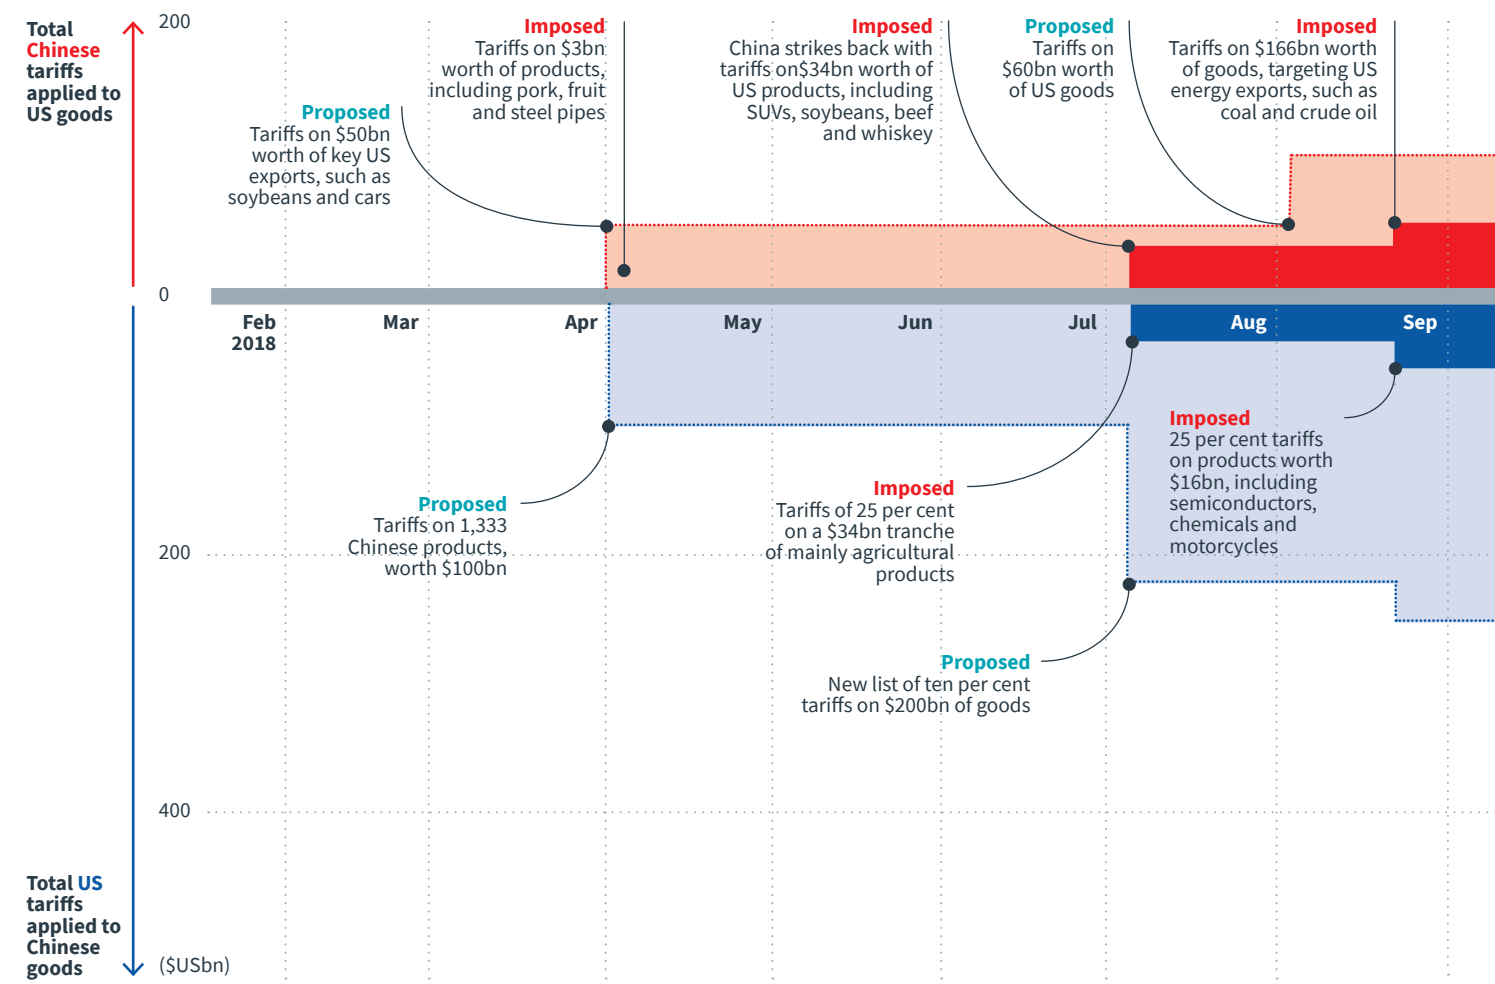 Total
Chinese
tariffs
applied to
US goods
200
Proposed
Tariffs on $50bn
worth of key US
exports, such as
soybeans and cars
Imposed
Tariffs on $3bn
worth of products,
including pork, fruit
and steel pipes
Imposed
China strikes back with
tariffs on$34bn worth of
US products, including
SUVs, soybeans, beef
and whiskey
Proposed
Tariffs on
$60bn worth
of US goods
Imposed
Tariffs on $166bn worth
of goods, targeting US
energy exports, such as
coal and crude oil
0
Feb
2018
Mar
Apr
May
Jun
Jul
Aug
Sep
Proposed
Tariffs on 1,333
Chinese products,
worth $100bn
Imposed
Tariffs of 25 per cent
on a $34bn tranche
of mainly agricultural
products
Imposed
25 per cent tariffs
on products worth
$16bn, including
semiconductors,
chemicals and
motorcycles
200
Proposed
New list of ten per cent
tariffs on $200bn of goods
400
Total US
tariffs
applied to
Chinese
goods
($USbn)